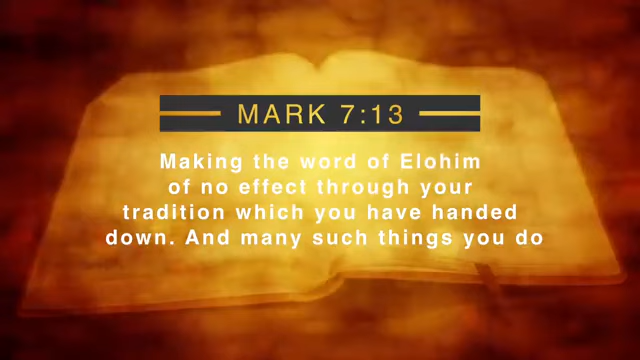 MARK 7:13
Making the word of Elohim
of no effect through your
tradition which you have handed
down. And many such things you do